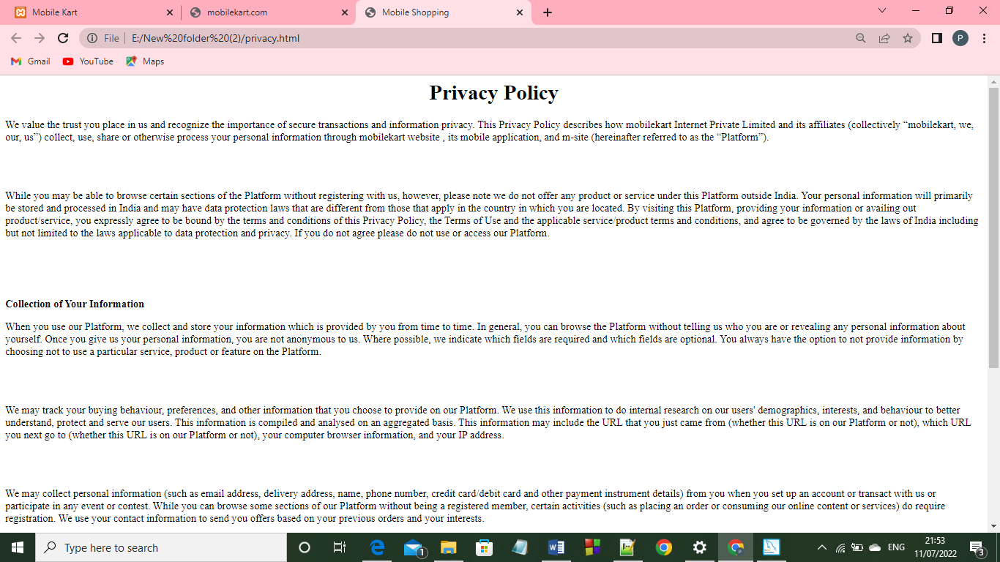 Mobile Kart
mobilekart.com
Mobile Shopping
File
E:/New%20folder%20(2)/privacy.html
P
Gmail
YouTube
Maps
Privacy Policy
We value the trust you place in us and recognize the importance of secure transactions and information privacy. This Privacy Policy describes how mobilekart Internet Private Limited and its affiliates (collectively “mobilekart, we,
our, us”) collect, use, share or otherwise process your personal information through mobilekart website , its mobile application, and m-site (hereinafter referred to as the “Platform”).
While you may be able to browse certain sections of the Platform without registering with us, however, please note we do not offer any product or service under this Platform outside India. Your personal information will primarily
be stored and processed in India and may have data protection laws that are different from those that apply in the country in which you are located. By visiting this Platform, providing your information or availing out
product/service, you expressly agree to be bound by the terms and conditions of this Privacy Policy, the Terms of Use and the applicable service/product terms and conditions, and agree to be governed by the laws of India including
but not limited to the laws applicable to data protection and privacy. If you do not agree please do not use or access our Platform.
Collection of Your Information
When you use our Platform, we collect and store your information which is provided by you from time to time. In general, you can browse the Platform without telling us who you are or revealing any personal information about
yourself. Once you give us your personal information, you are not anonymous to us. Where possible, we indicate which fields are required and which fields are optional. You always have the option to not provide information by
choosing not to use a particular service, product or feature on the Platform.
We may track your buying behaviour, preferences, and other information that you choose to provide on our Platform. We use this information to do internal research on our users' demographics, interests, and behaviour to better
understand, protect and serve our users. This information is compiled and analysed on an aggregated basis. This information may include the URL that you just came from (whether this URL is on our Platform or not), which URL
you next go to (whether this URL is on our Platform or not), your computer browser information, and your IP address.
We may collect personal information (such as email address, delivery address, name, phone number, credit card/debit card and other payment instrument details) from you when you set up an account or transact with us or
participate in any event or contest. While you can browse some sections of our Platform without being a registered member, certain activities (such as placing an order or consuming our online content or services) do require
registration. We use your contact information to send you offers based on your previous orders and your interests.
Type here to search
1
ENG
21:53
11/07/2022
3